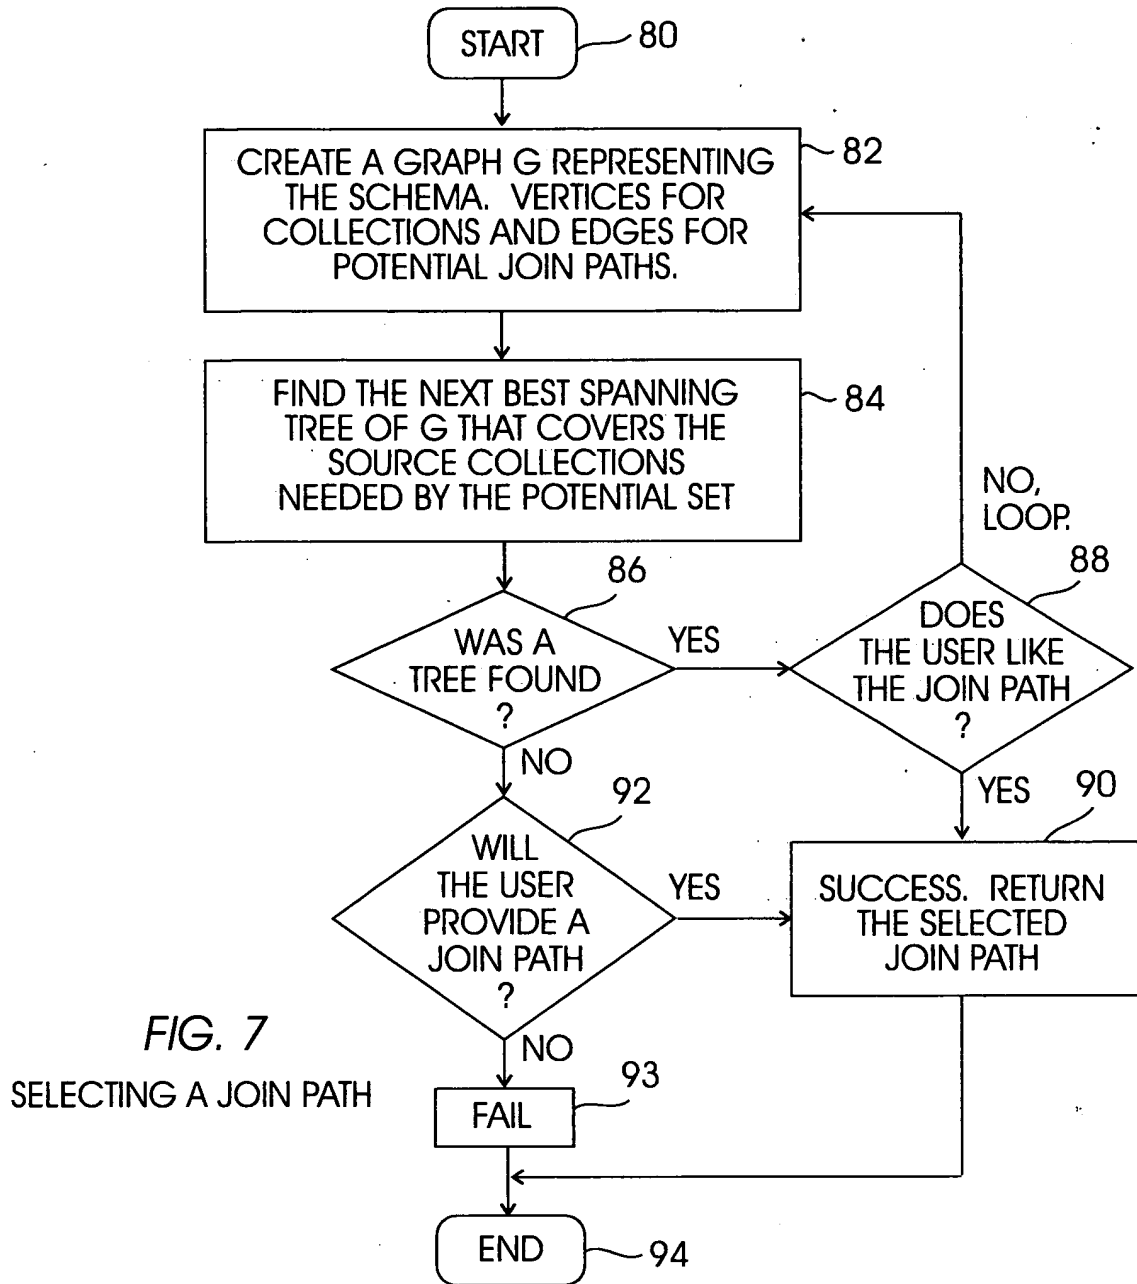 START
80
CREATE A GRAPH G REPRESENTING
THE SCHEMA. VERTICES FOR
COLLECTIONS AND EDGES FOR
POTENTIAL JOIN PATHS.
82
FIND THE NEXT BEST SPANNING
TREE OF G THAT COVERS THE
SOURCE COLLECTIONS
NEEDED BY THE POTENTIAL SET
84
NO,
LOOP.
86
WAS A
TREE FOUND
?
YES
88
DOES
THE USER LIKE
THE JOIN PATH
?
NO
YES
92
WILL
THE USER
PROVIDE A
JOIN PATH
?
YES
90
SUCCESS. RETURN
THE SELECTED
JOIN PATH
NO
FIG. 7
SELECTING A JOIN PATH
93
FAIL
END
94